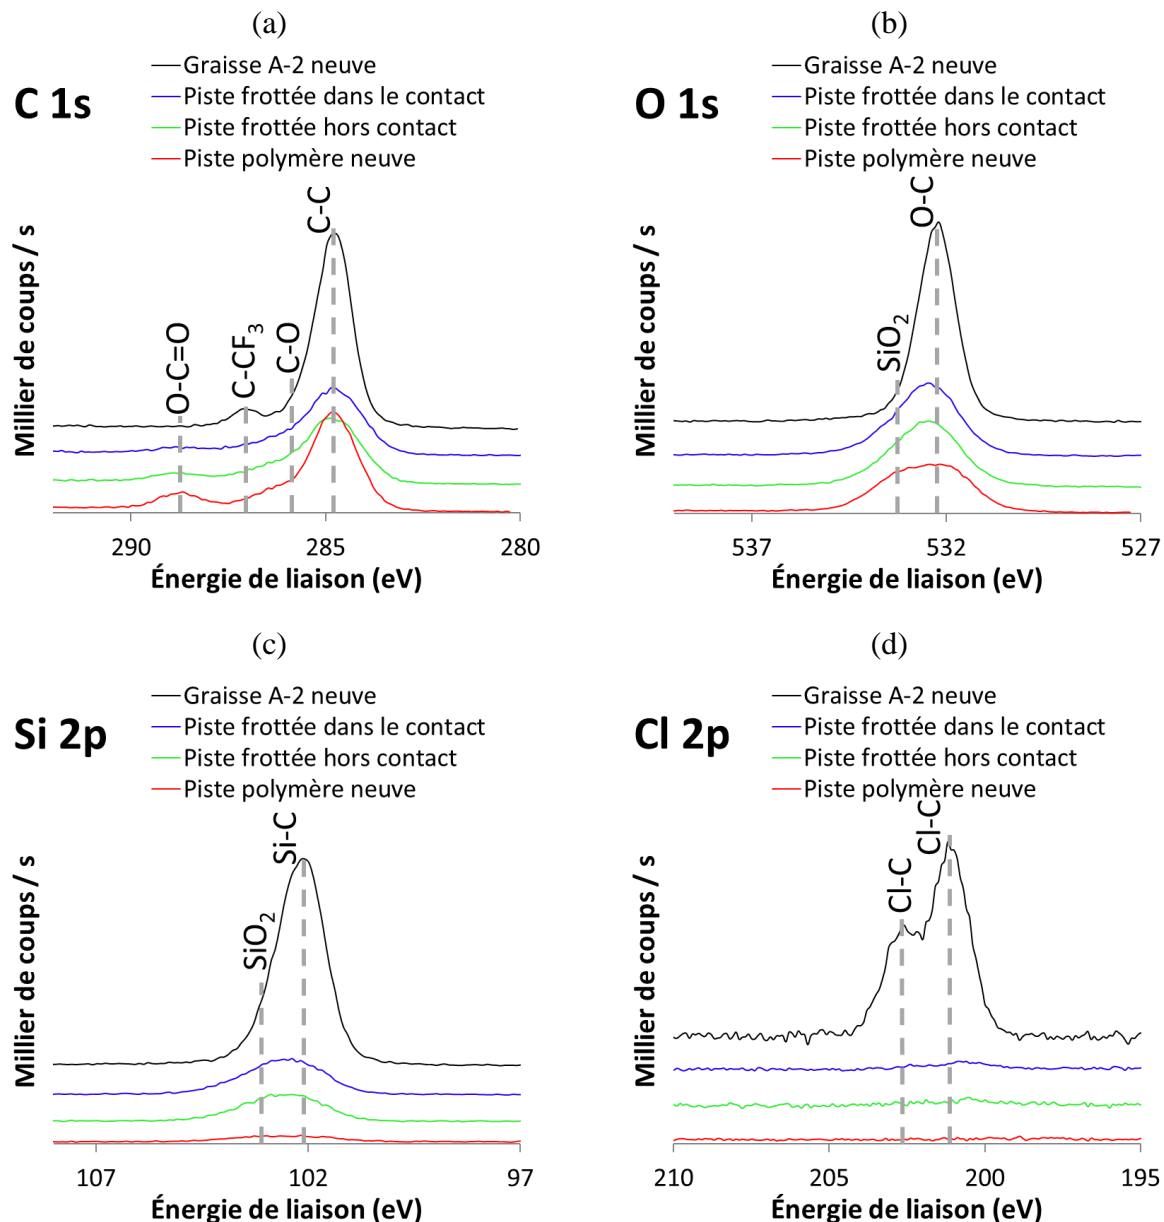 (a)
C 1s
Graisse A-2 neuve
Piste frottée dans le contact
Piste frottée hors contact
Piste polymère neuve
Millier de coups / s
O-C=O
C-CF₃
C-O
C-C
290
285
280
Énergie de liaison (eV)
(b)
O 1s
Graisse A-2 neuve
Piste frottée dans le contact
Piste frottée hors contact
Piste polymère neuve
Millier de coups / s
SiO₂
O-C
537
532
527
Énergie de liaison (eV)
(c)
Si 2p
Graisse A-2 neuve
Piste frottée dans le contact
Piste frottée hors contact
Piste polymère neuve
Millier de coups / s
SiO₂
Si-C
107
102
97
Énergie de liaison (eV)
(d)
Cl 2p
Graisse A-2 neuve
Piste frottée dans le contact
Piste frottée hors contact
Piste polymère neuve
Millier de coups / s
Cl-C
Cl-C
210
205
200
195
Énergie de liaison (eV)